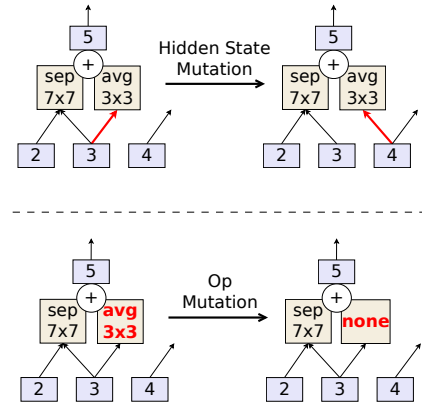 5
+
sep
7x7
avg
3x3
2
3
4
Hidden State
Mutation
5
+
sep
7x7
avg
3x3
2
3
4
5
+
sep
7x7
avg
3x3
2
3
4
Op
Mutation
5
+
sep
7x7
none
2
3
4